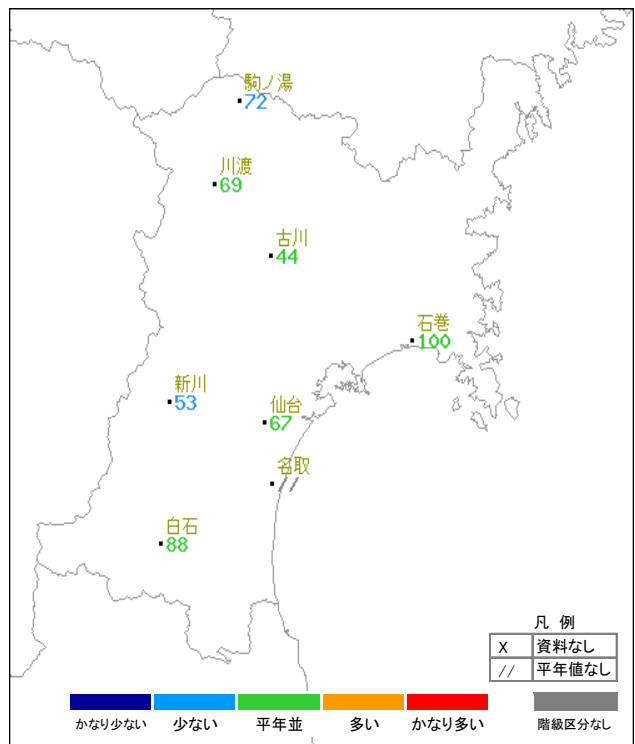 駒ノ湯
72
川渡
69
古川
44
石巻
100
新川
53
仙台
67
名取
//
白石
88
凡 例
X 資料なし
// 平年値なし
かなり少ない 少ない 平年並 多い かなり多い 階級区分なし